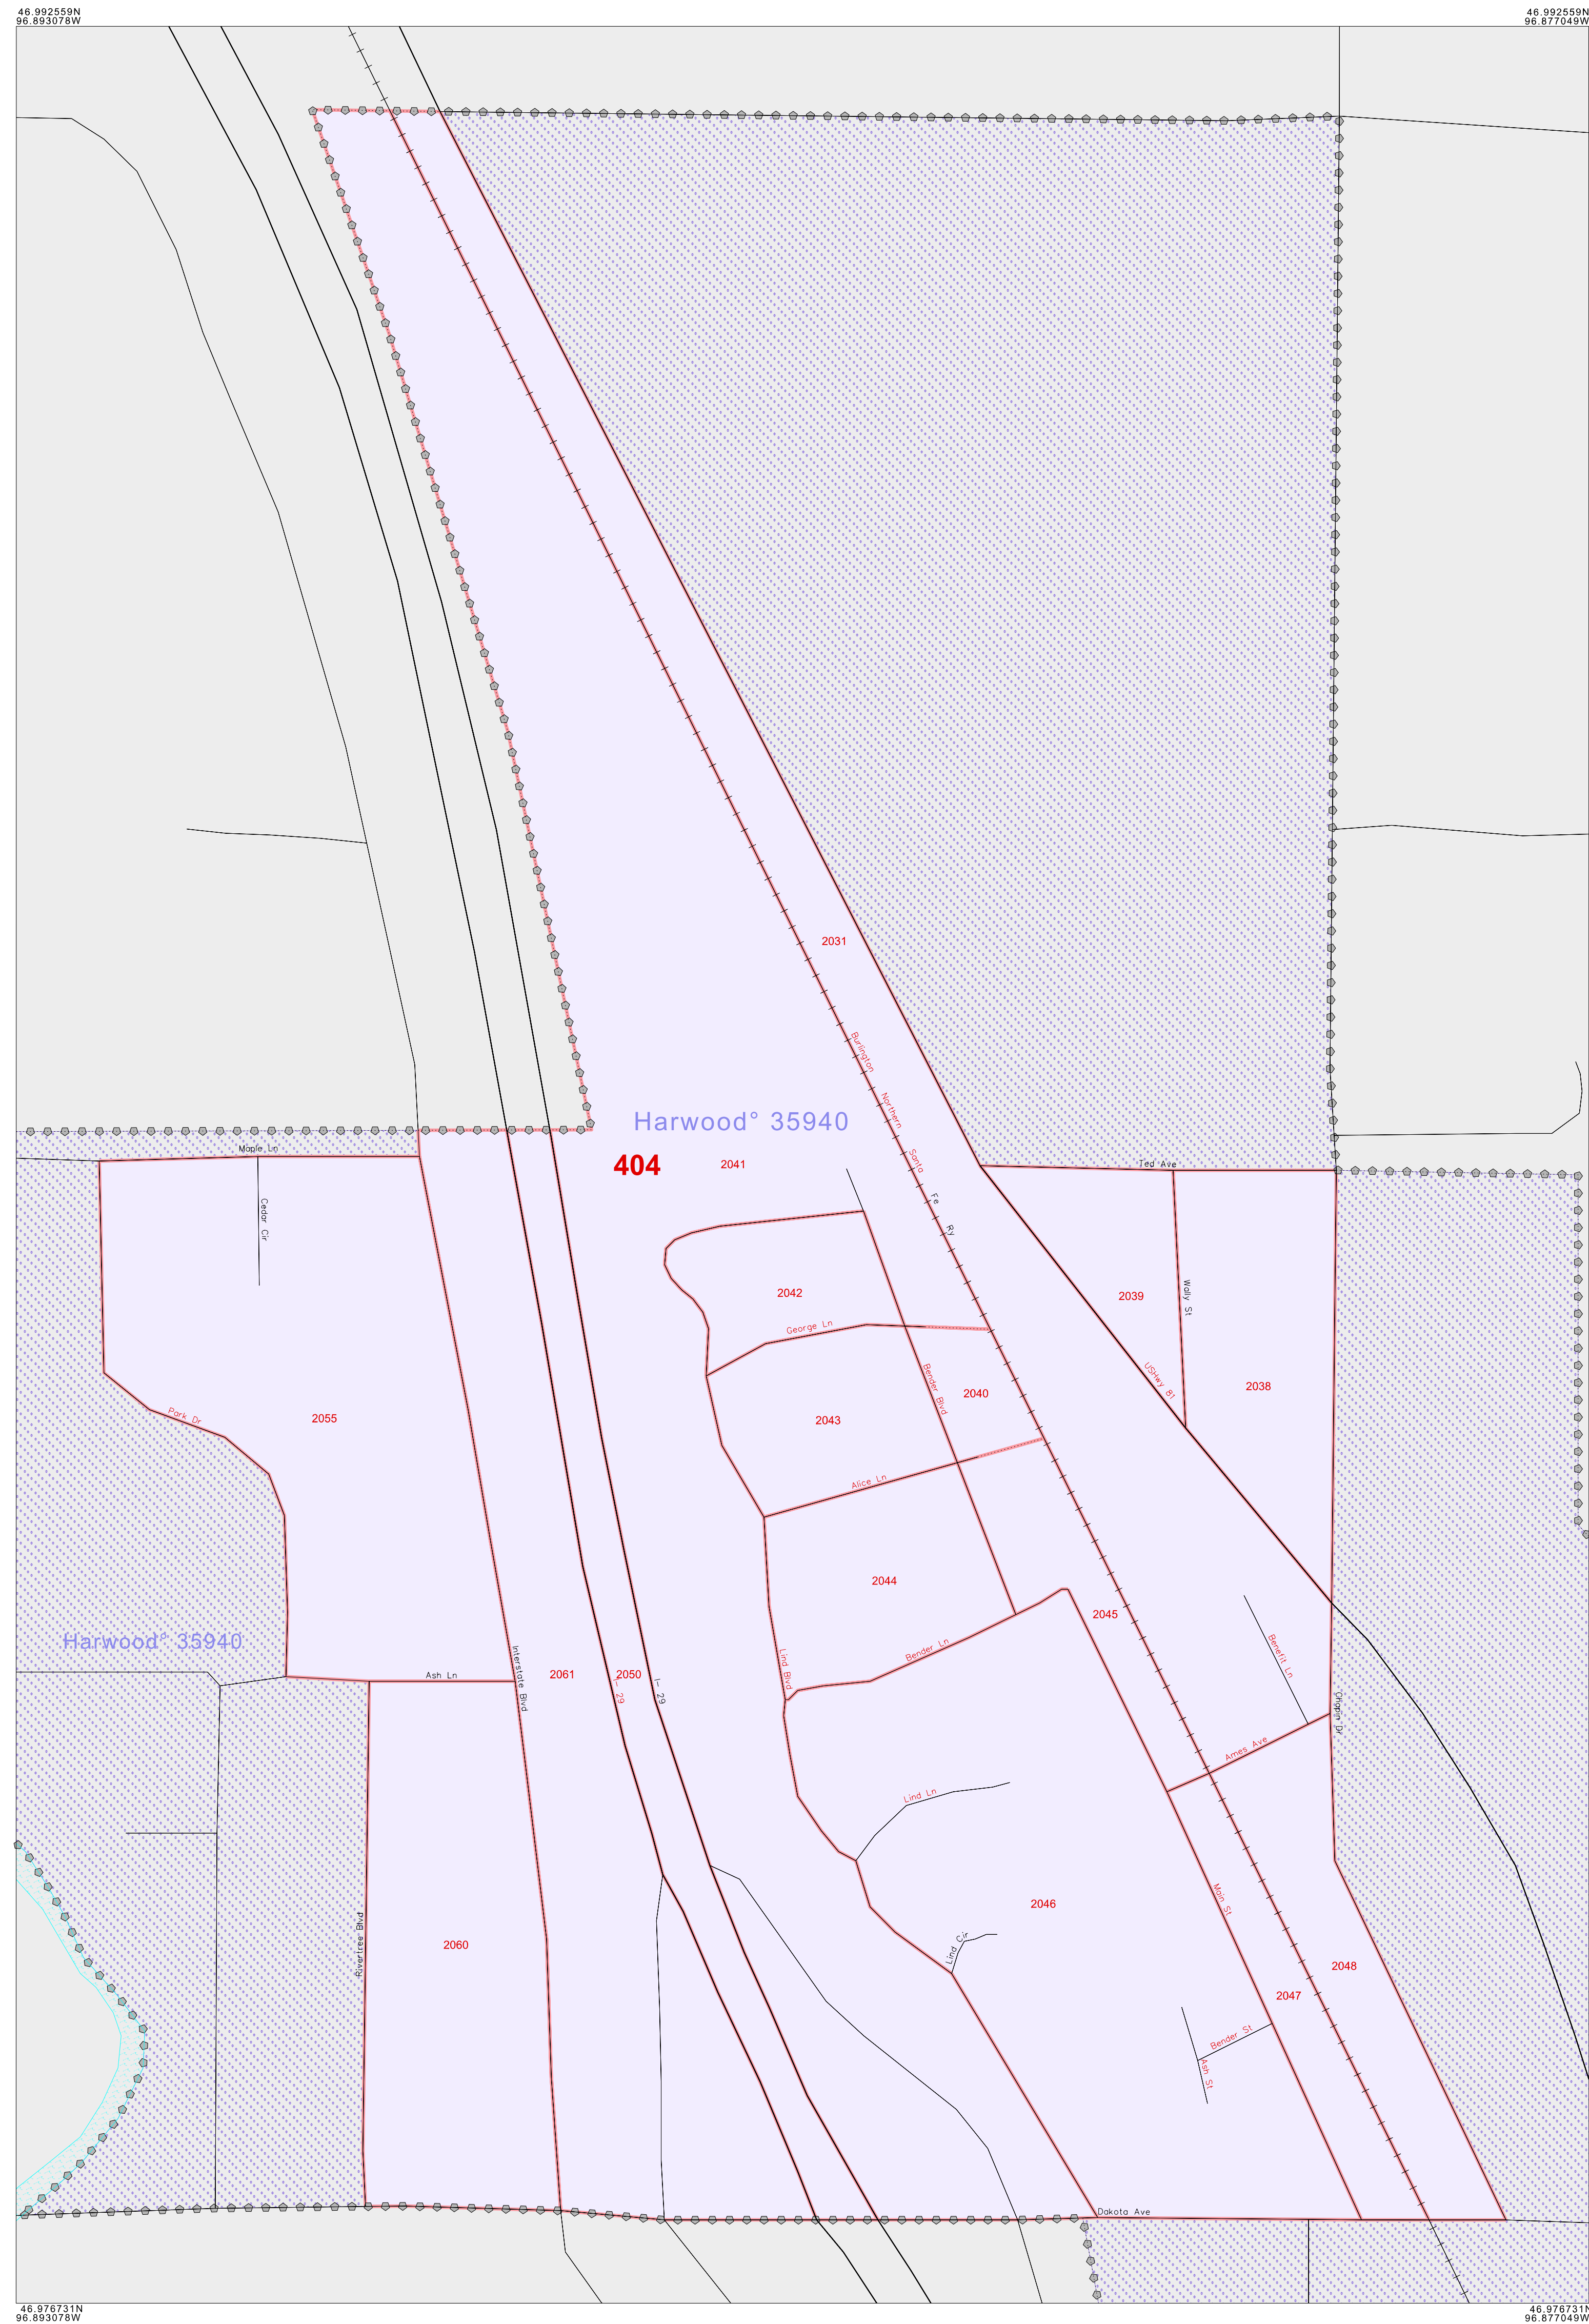 46.992559N
96.893078W
46.992559N
96.877049W
2031
Burlington
Northern
Santa
Fe
Ry
Harwood° 35940
404
2041
Maple Ln
Ted Ave
Cedar Cir
2042
2039
Wally St
George Ln
Bender Blvd
2040
USHwy 81
2038
Park Dr
2055
2043
Alice Ln
2044
2045
Harwood° 35940
Ash Ln
Interstate Blvd
2061
I- 29
2050
I- 29
Lind Blvd
Bender Ln
Benefit Ln
Chapin Dr
Ames Ave
Lind Ln
2046
Main St
Rivertree Blvd
2060
Lind Cir
2048
2047
Bender St
Ash St
Dakota Ave
46.976731N
96.893078W
46.976731N
96.877049W